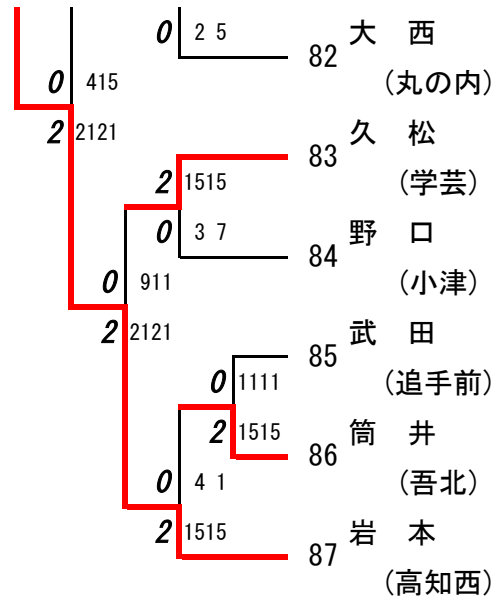 0 2 5
82 大 西
(丸の内)
0 415
2 2121
83 久 松
(学芸)
2 1515
0 3 7
84 野 口
(小津)
0 911
2 2121
85 武 田
(追手前)
0 1111
2 1515
86 筒 井
(吾北)
0 4 1
2 1515
87 岩 本
(高知西)